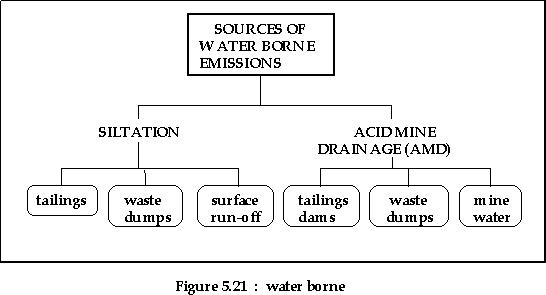 SOURCES OF
WATER BORNE
EMISSIONS
SILTATION
ACID MINE
DRAINAGE (AMD)
tailings
waste
dumps
surface
run-off
tailings
dams
waste
dumps
mine
water
Figure 5.21 : water borne